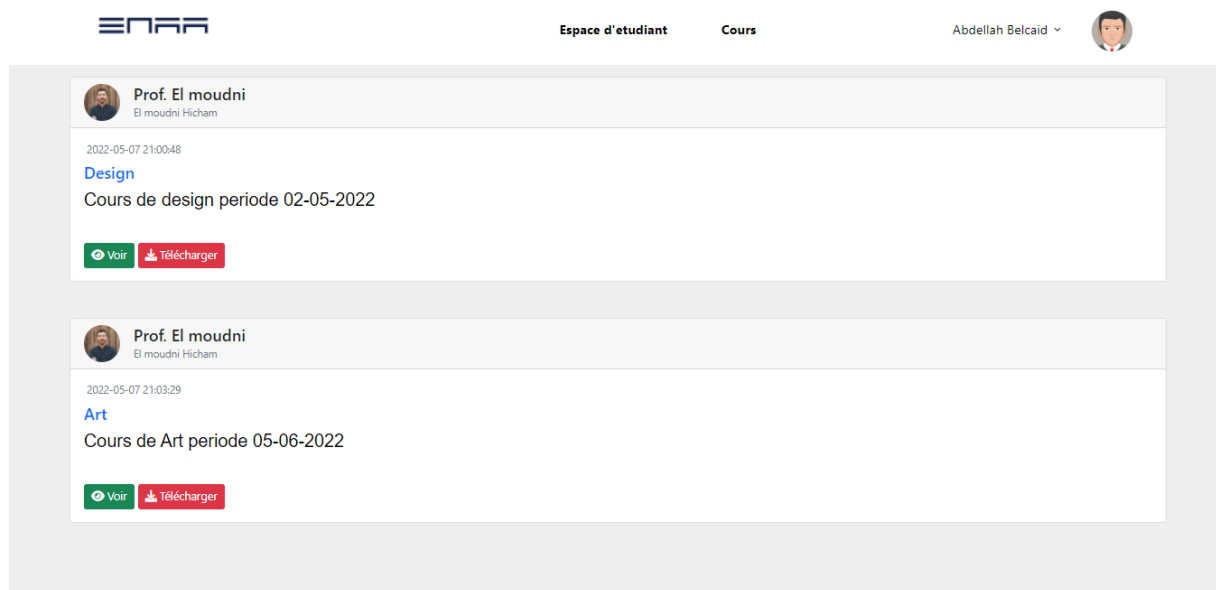 ENAA
Espace d'etudiant
Cours
Abdellah Belcaid
Prof. El moudni
El moudni Hicham
2022-05-07 21:00:48
Design
Cours de design periode 02-05-2022
Voir
Télécharger
Prof. El moudni
El moudni Hicham
2022-05-07 21:03:29
Art
Cours de Art periode 05-06-2022
Voir
Télécharger